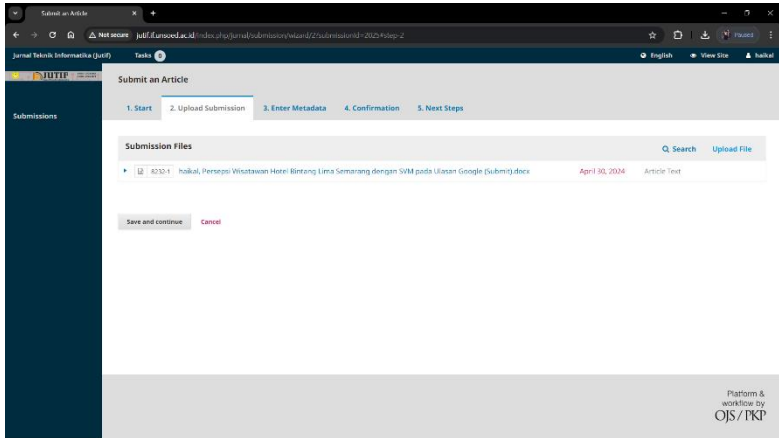 Submit an Article
Not secure jutif.if.unsoed.ac.id/index.php/jurnal/submission/wizard/2?submissionId=2025#step-2
Paused
Jurnal Teknik Informatika (Jutif)
Tasks 0
English
View Site
haikal
JUTIF
Submissions
Submit an Article
1. Start
2. Upload Submission
3. Enter Metadata
4. Confirmation
5. Next Steps
Submission Files
Search
Upload File
8232-1
haikal, Persepsi Wisatawan Hotel Bintang Lima Semarang dengan SVM pada Ulasan Google (Submit).docx
April 30, 2024
Article Text
Save and continue
Cancel
Platform &
workflow by
OJS / PKP